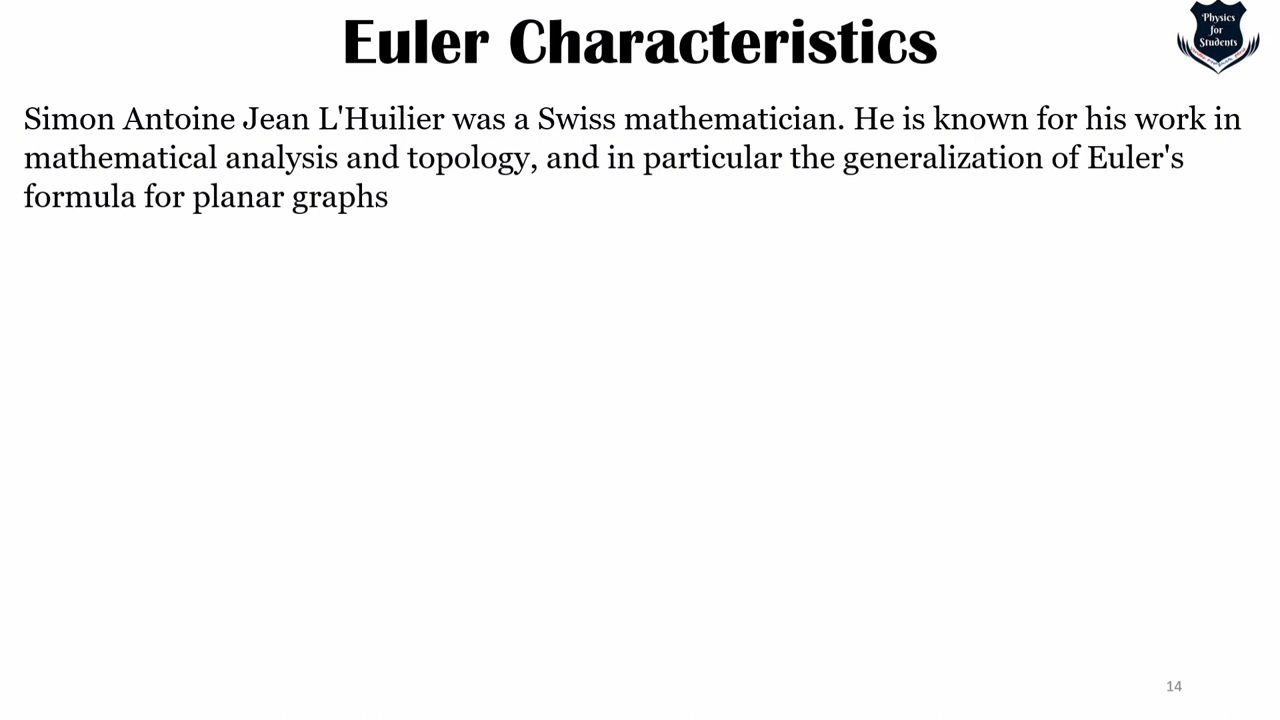 Euler Characteristics
Physics
for
Students
Simon Antoine Jean L'Huilier was a Swiss mathematician. He is known for his work in
mathematical analysis and topology, and in particular the generalization of Euler's
formula for planar graphs
14